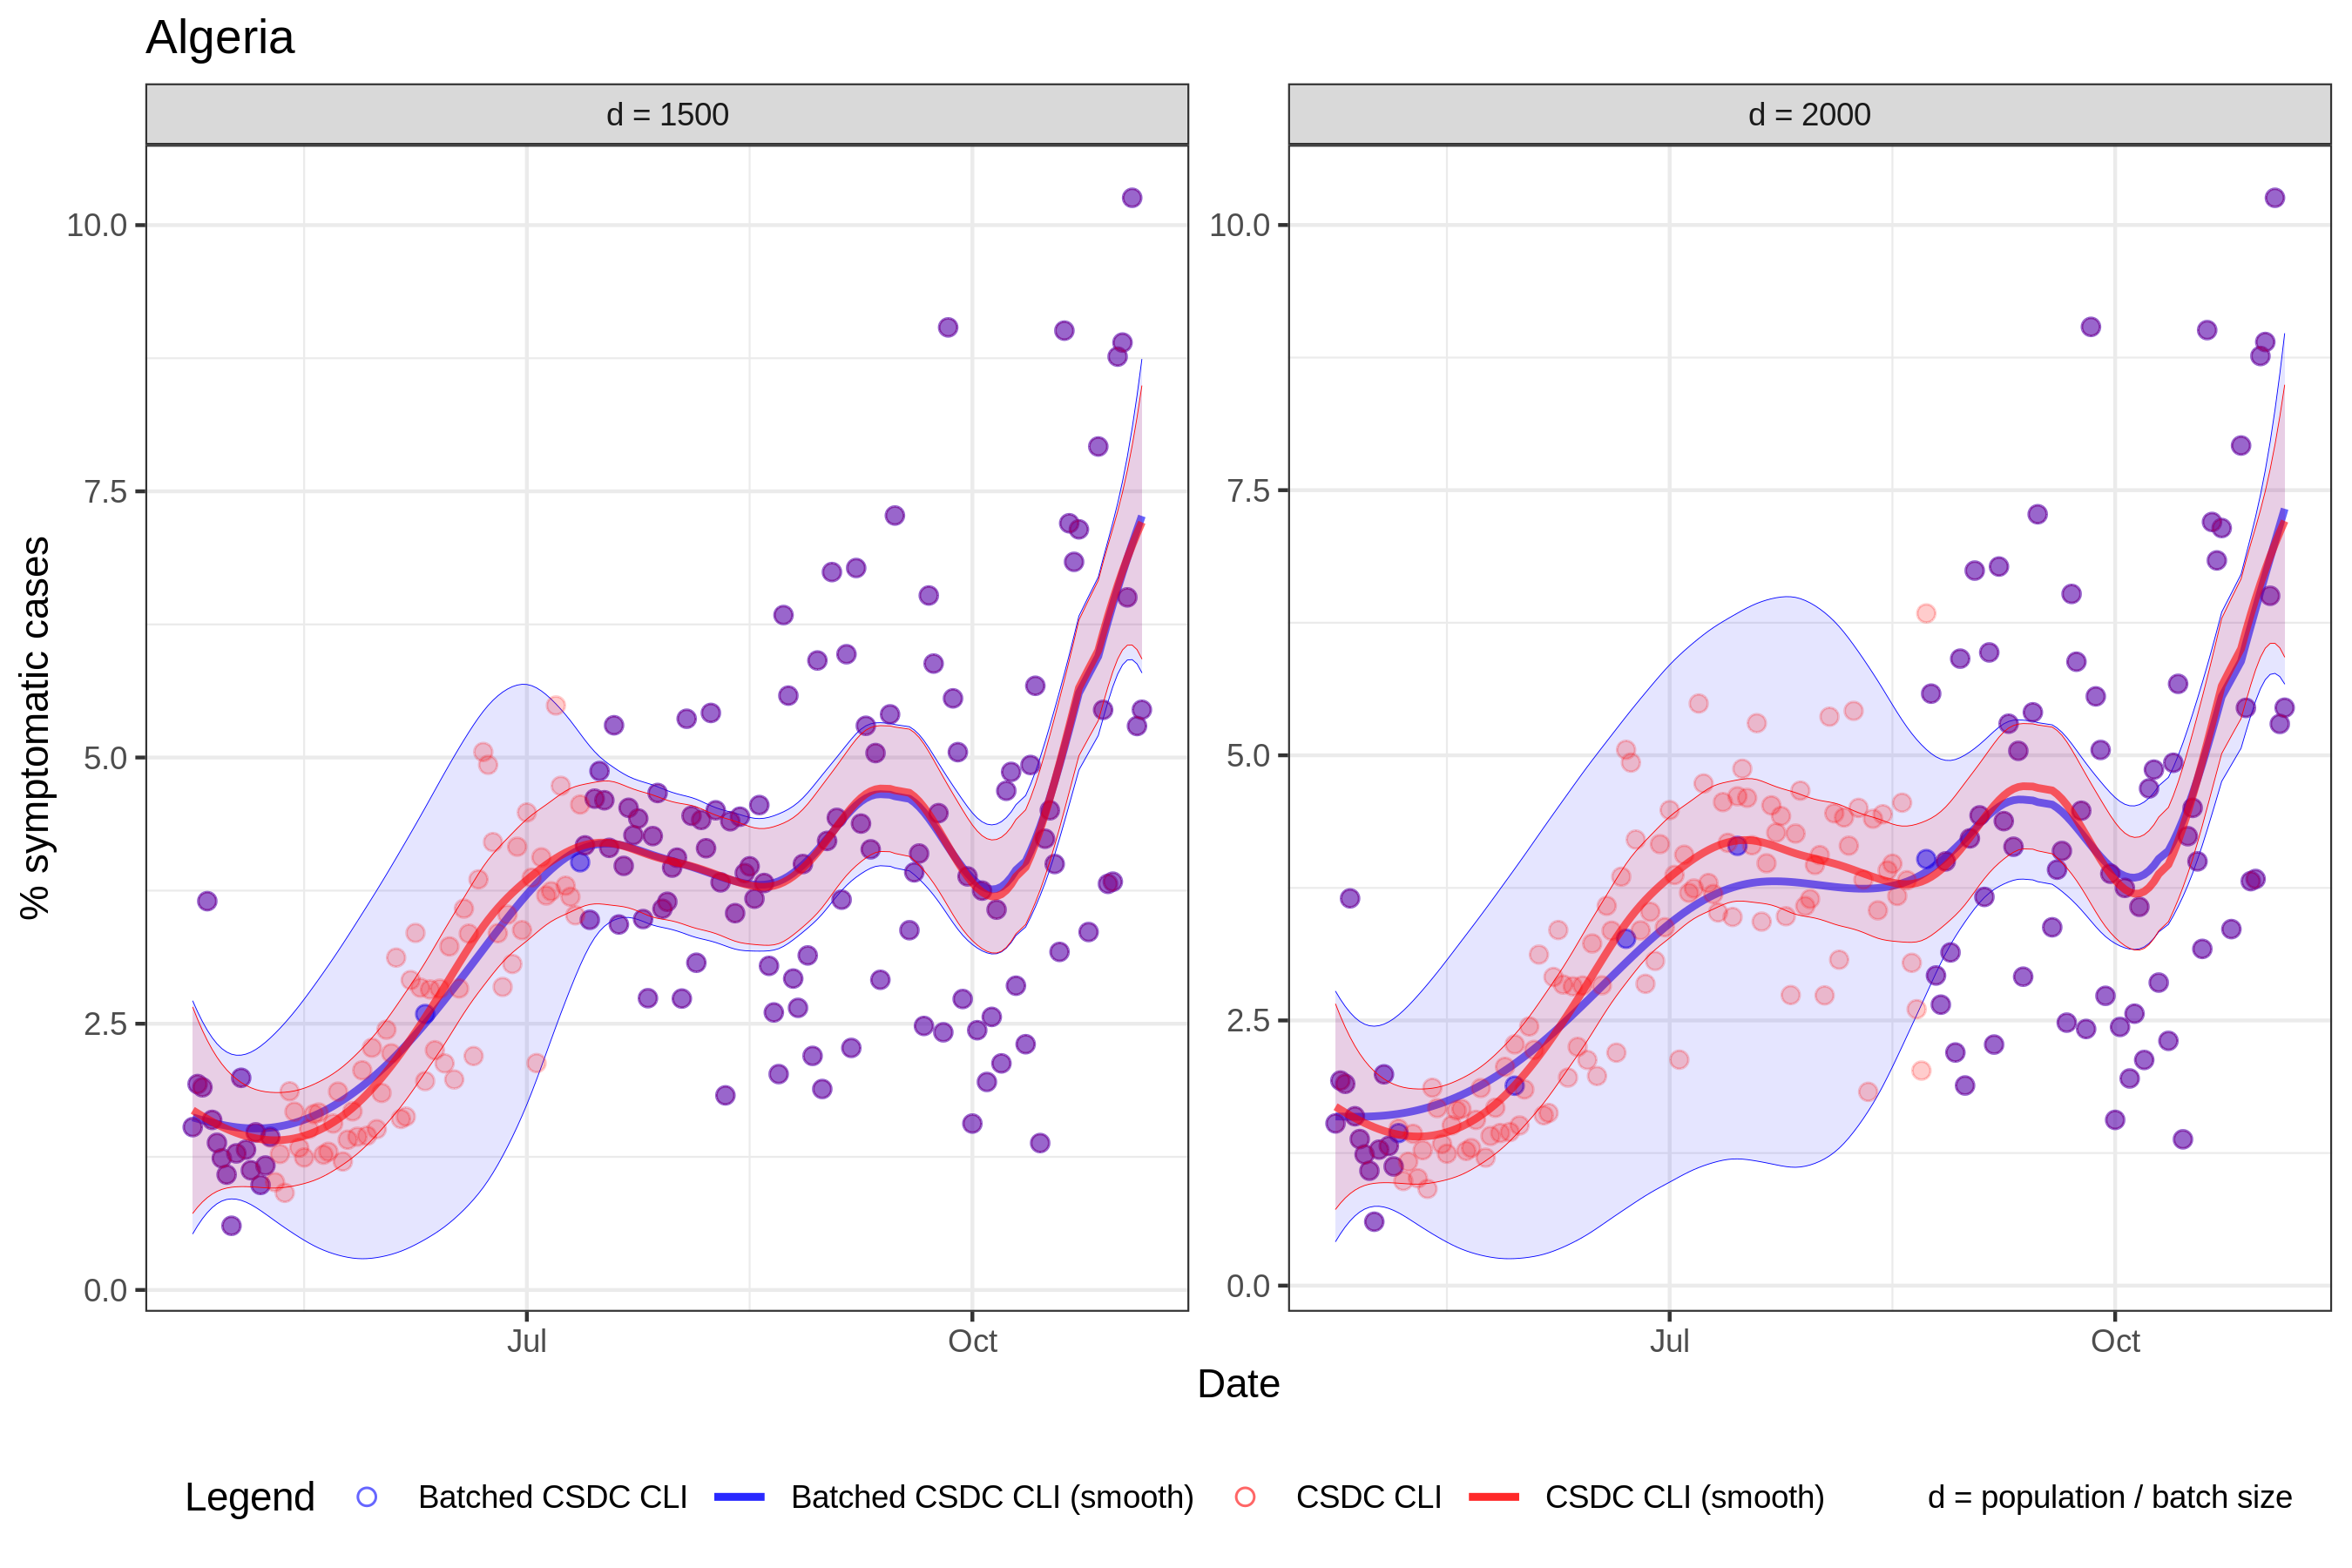 Algeria
d = 1500
d = 2000
% symptomatic cases
10.0
7.5
5.0
2.5
0.0
10.0
7.5
5.0
2.5
0.0
Jul
Oct
Jul
Oct
Date
Legend
Batched CSDC CLI
Batched CSDC CLI (smooth)
CSDC CLI
CSDC CLI (smooth)
d = population / batch size